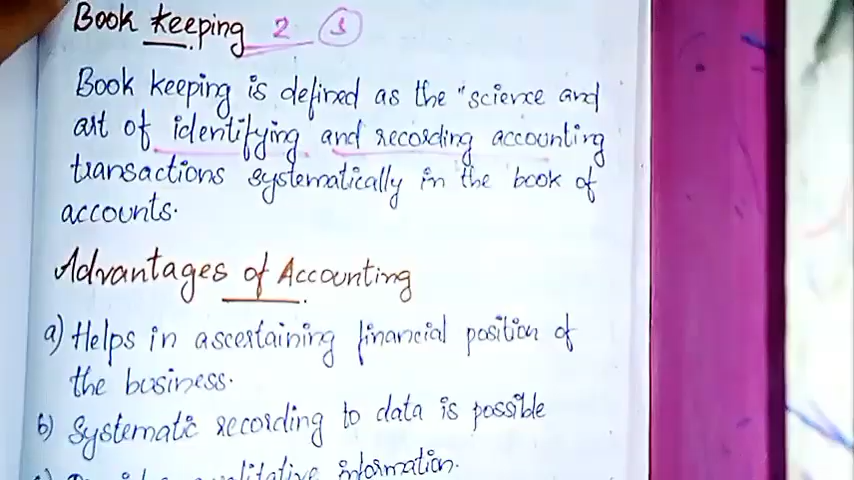 Book keeping 2 3
Book keeping is defined as the "science and
art of identifying and recording accounting
transactions systematically in the book of
accounts.
Advantages of Accounting
a) Helps in ascertaining financial position of
the business.
b) Systematic recording to data is possible
information.